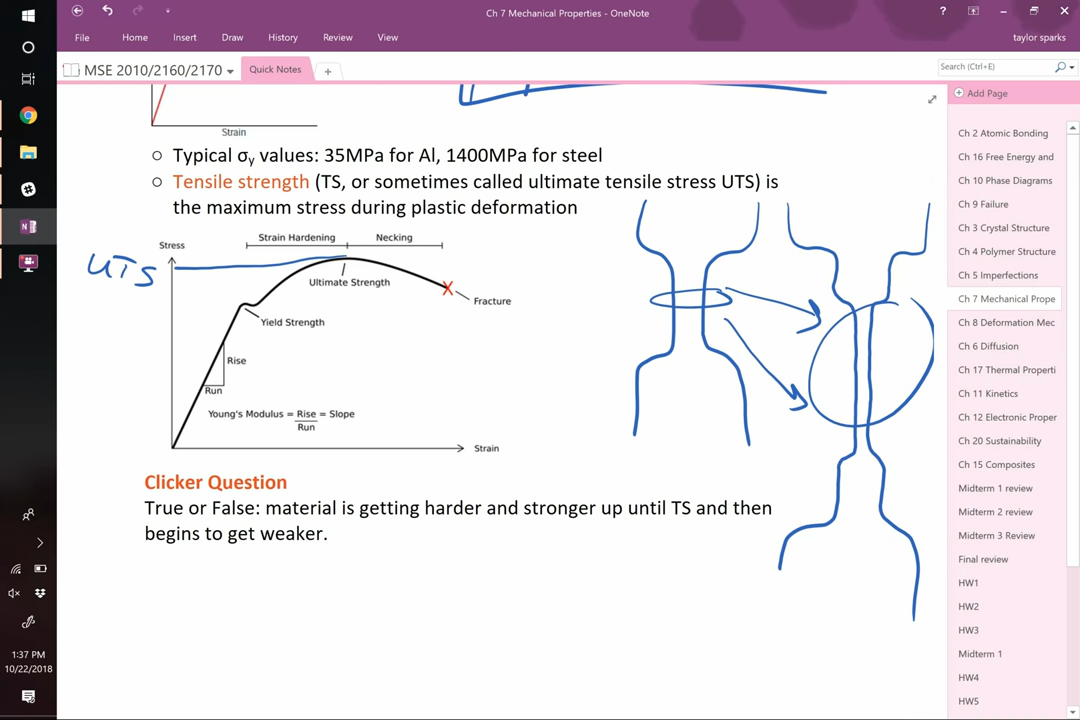 Ch 7 Mechanical Properties - OneNote
?
File Home Insert Draw History Review View
taylor sparks
MSE 2010/2160/2170
Quick Notes
+
Search (Ctrl+E)
Add Page
Strain
Typical σy values: 35MPa for Al, 1400MPa for steel
Tensile strength (TS, or sometimes called ultimate tensile stress UTS) is
the maximum stress during plastic deformation
Strain Hardening
Necking
Stress
UTS
Ultimate Strength
Fracture
Yield Strength
Rise
Run
Young's Modulus = Rise = Slope
Run
Strain
Clicker Question
True or False: material is getting harder and stronger up until TS and then
begins to get weaker.
Ch 2 Atomic Bonding
Ch 16 Free Energy and
Ch 10 Phase Diagrams
Ch 9 Failure
Ch 3 Crystal Structure
Ch 4 Polymer Structure
Ch 5 Imperfections
Ch 7 Mechanical Prope
Ch 8 Deformation Mec
Ch 6 Diffusion
Ch 17 Thermal Properti
Ch 11 Kinetics
Ch 12 Electronic Proper
Ch 20 Sustainability
Ch 15 Composites
Midterm 1 review
Midterm 2 review
Midterm 3 Review
Final review
HW1
HW2
HW3
Midterm 1
HW4
HW5
1:37 PM
10/22/2018